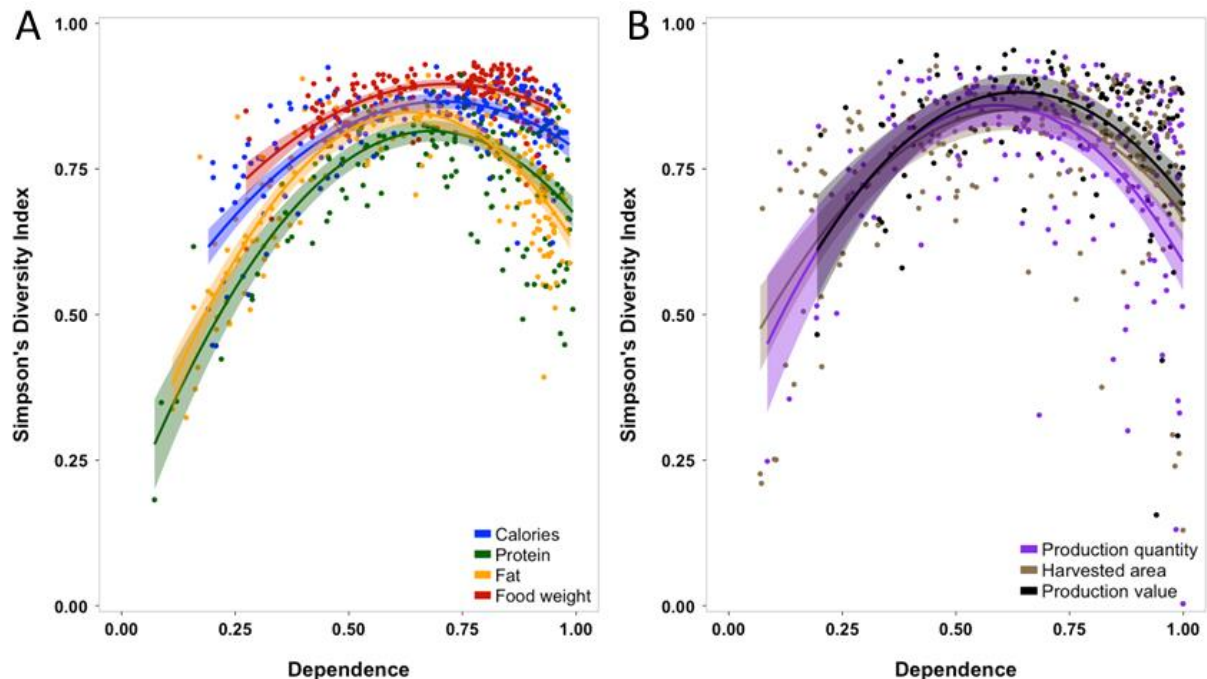 A
Simpson's Diversity Index
1.00
0.75
0.50
0.25
0.00
Calories
Protein
Fat
Food weight
0.00 0.25 0.50 0.75 1.00
Dependence
B
Simpson's Diversity Index
1.00
0.75
0.50
0.25
0.00
Production quantity
Harvested area
Production value
0.00 0.25 0.50 0.75 1.00
Dependence